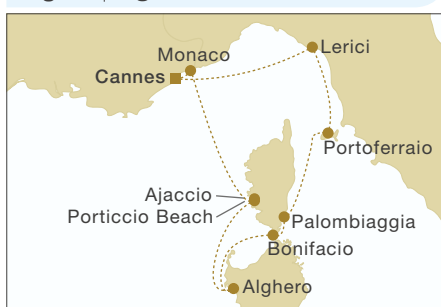 Monaco
Lerici
Cannes
Portoferraio
Ajaccio
Porticcio Beach
Palombiaggia
Bonifacio
Alghero